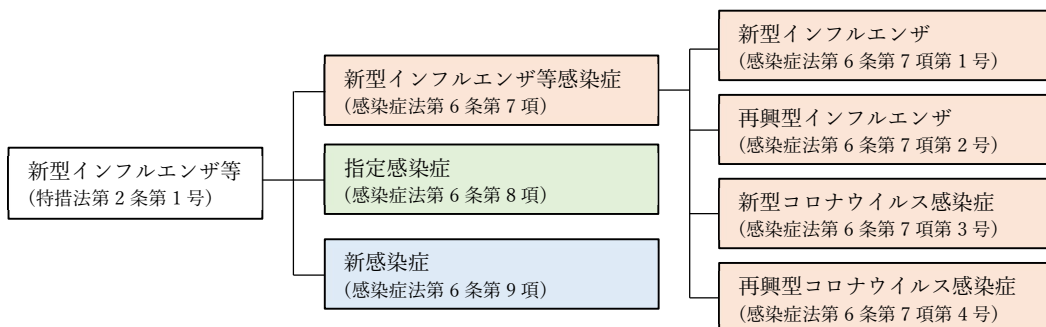 新型インフルエンザ等
(特措法第2条第1号)
新型インフルエンザ等感染症
(感染症法第6条第7項)
指定感染症
(感染症法第6条第8項)
新感染症
(感染症法第6条第9項)
新型インフルエンザ
(感染症法第6条第7項第1号)
再興型インフルエンザ
(感染症法第6条第7項第2号)
新型コロナウイルス感染症
(感染症法第6条第7項第3号)
再興型コロナウイルス感染症
(感染症法第6条第7項第4号)